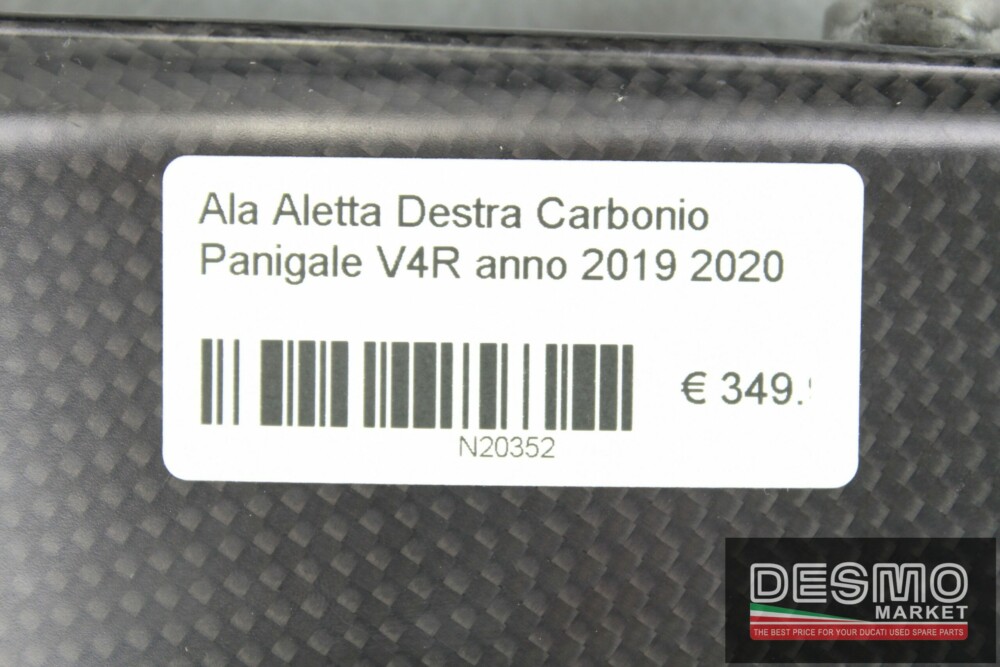 Ala Aletta Destra Carbonio
Panigale V4R anno 2019 2020
€ 349.
N20352
DESMO
MARKET
THE BEST PRICE FOR YOUR DUCATI USED SPARE PARTS